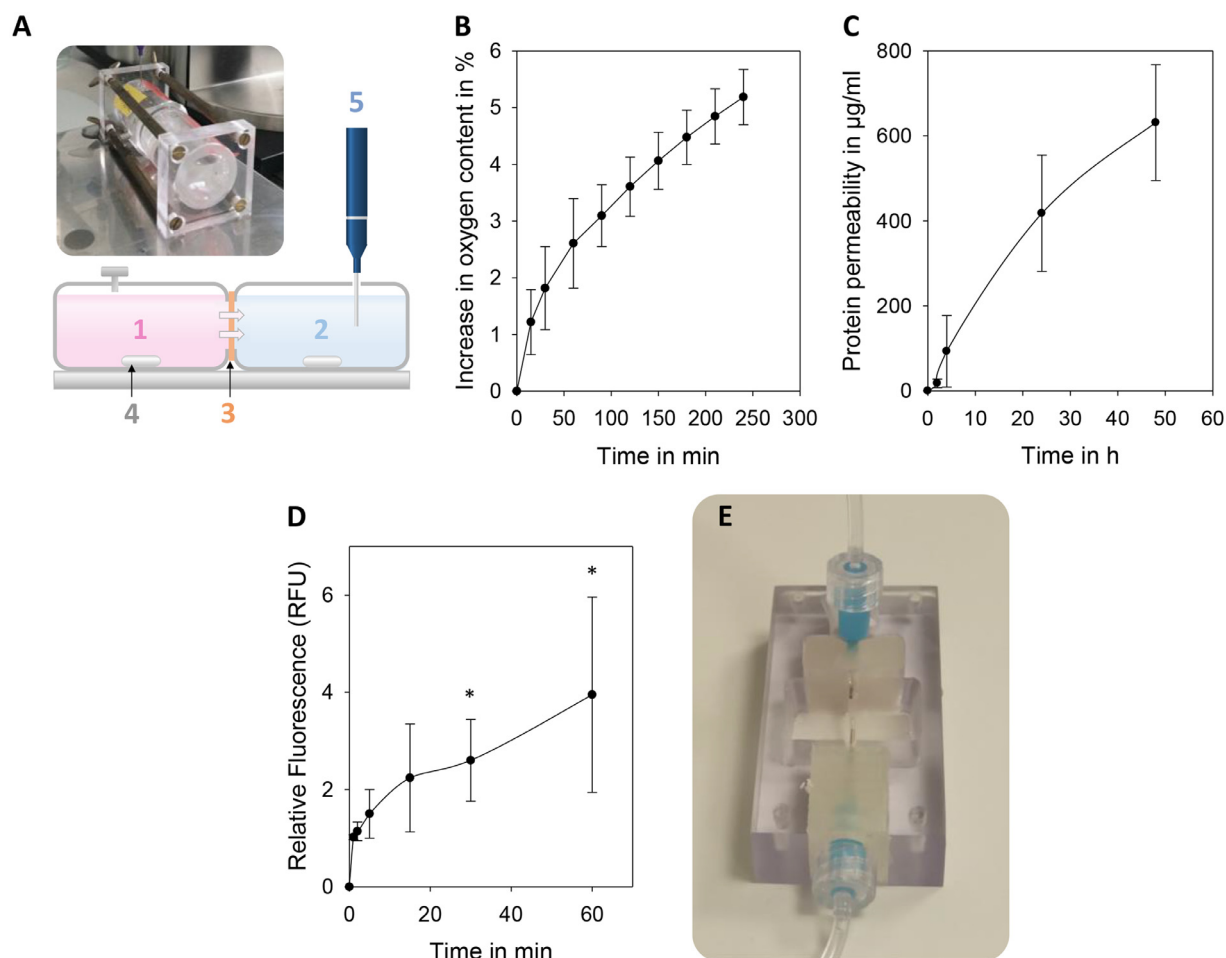 A
5
1
2
4
3
B
Increase in oxygen content in %
6
5
4
3
2
1
0
0 50 100 150 200 250 300
Time in min
C
Protein permeability in µg/ml
800
600
400
200
0
0 10 20 30 40 50 60
Time in h
D
Relative Fluorescence (RFU)
6
4
2
0
*
*
0 20 40 60
Time in min
E